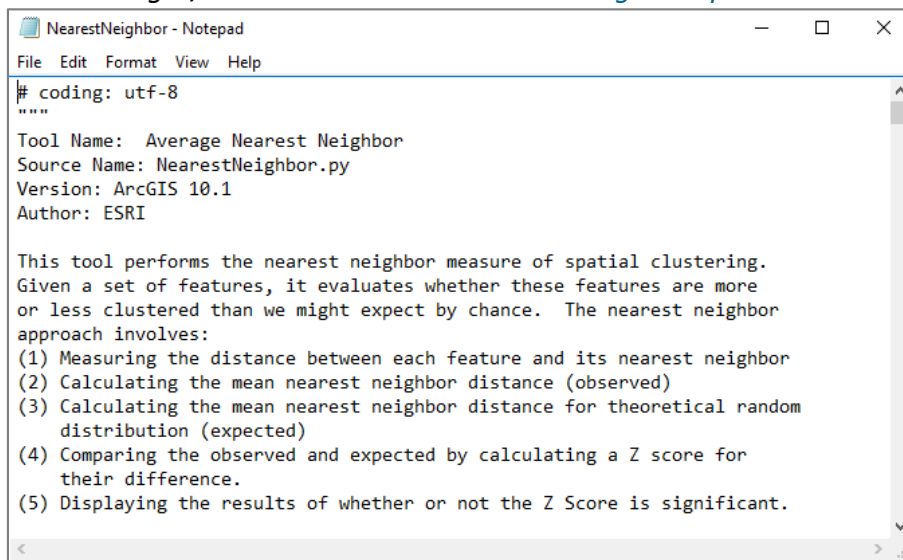 NearestNeighbor - Notepad
File Edit Format View Help
# coding: utf-8
"""
Tool Name:  Average Nearest Neighbor
Source Name: NearestNeighbor.py
Version: ArcGIS 10.1
Author: ESRI
This tool performs the nearest neighbor measure of spatial clustering.
Given a set of features, it evaluates whether these features are more
or less clustered than we might expect by chance.  The nearest neighbor
approach involves:
(1) Measuring the distance between each feature and its nearest neighbor
(2) Calculating the mean nearest neighbor distance (observed)
(3) Calculating the mean nearest neighbor distance for theoretical random
    distribution (expected)
(4) Comparing the observed and expected by calculating a Z score for
    their difference.
(5) Displaying the results of whether or not the Z Score is significant.